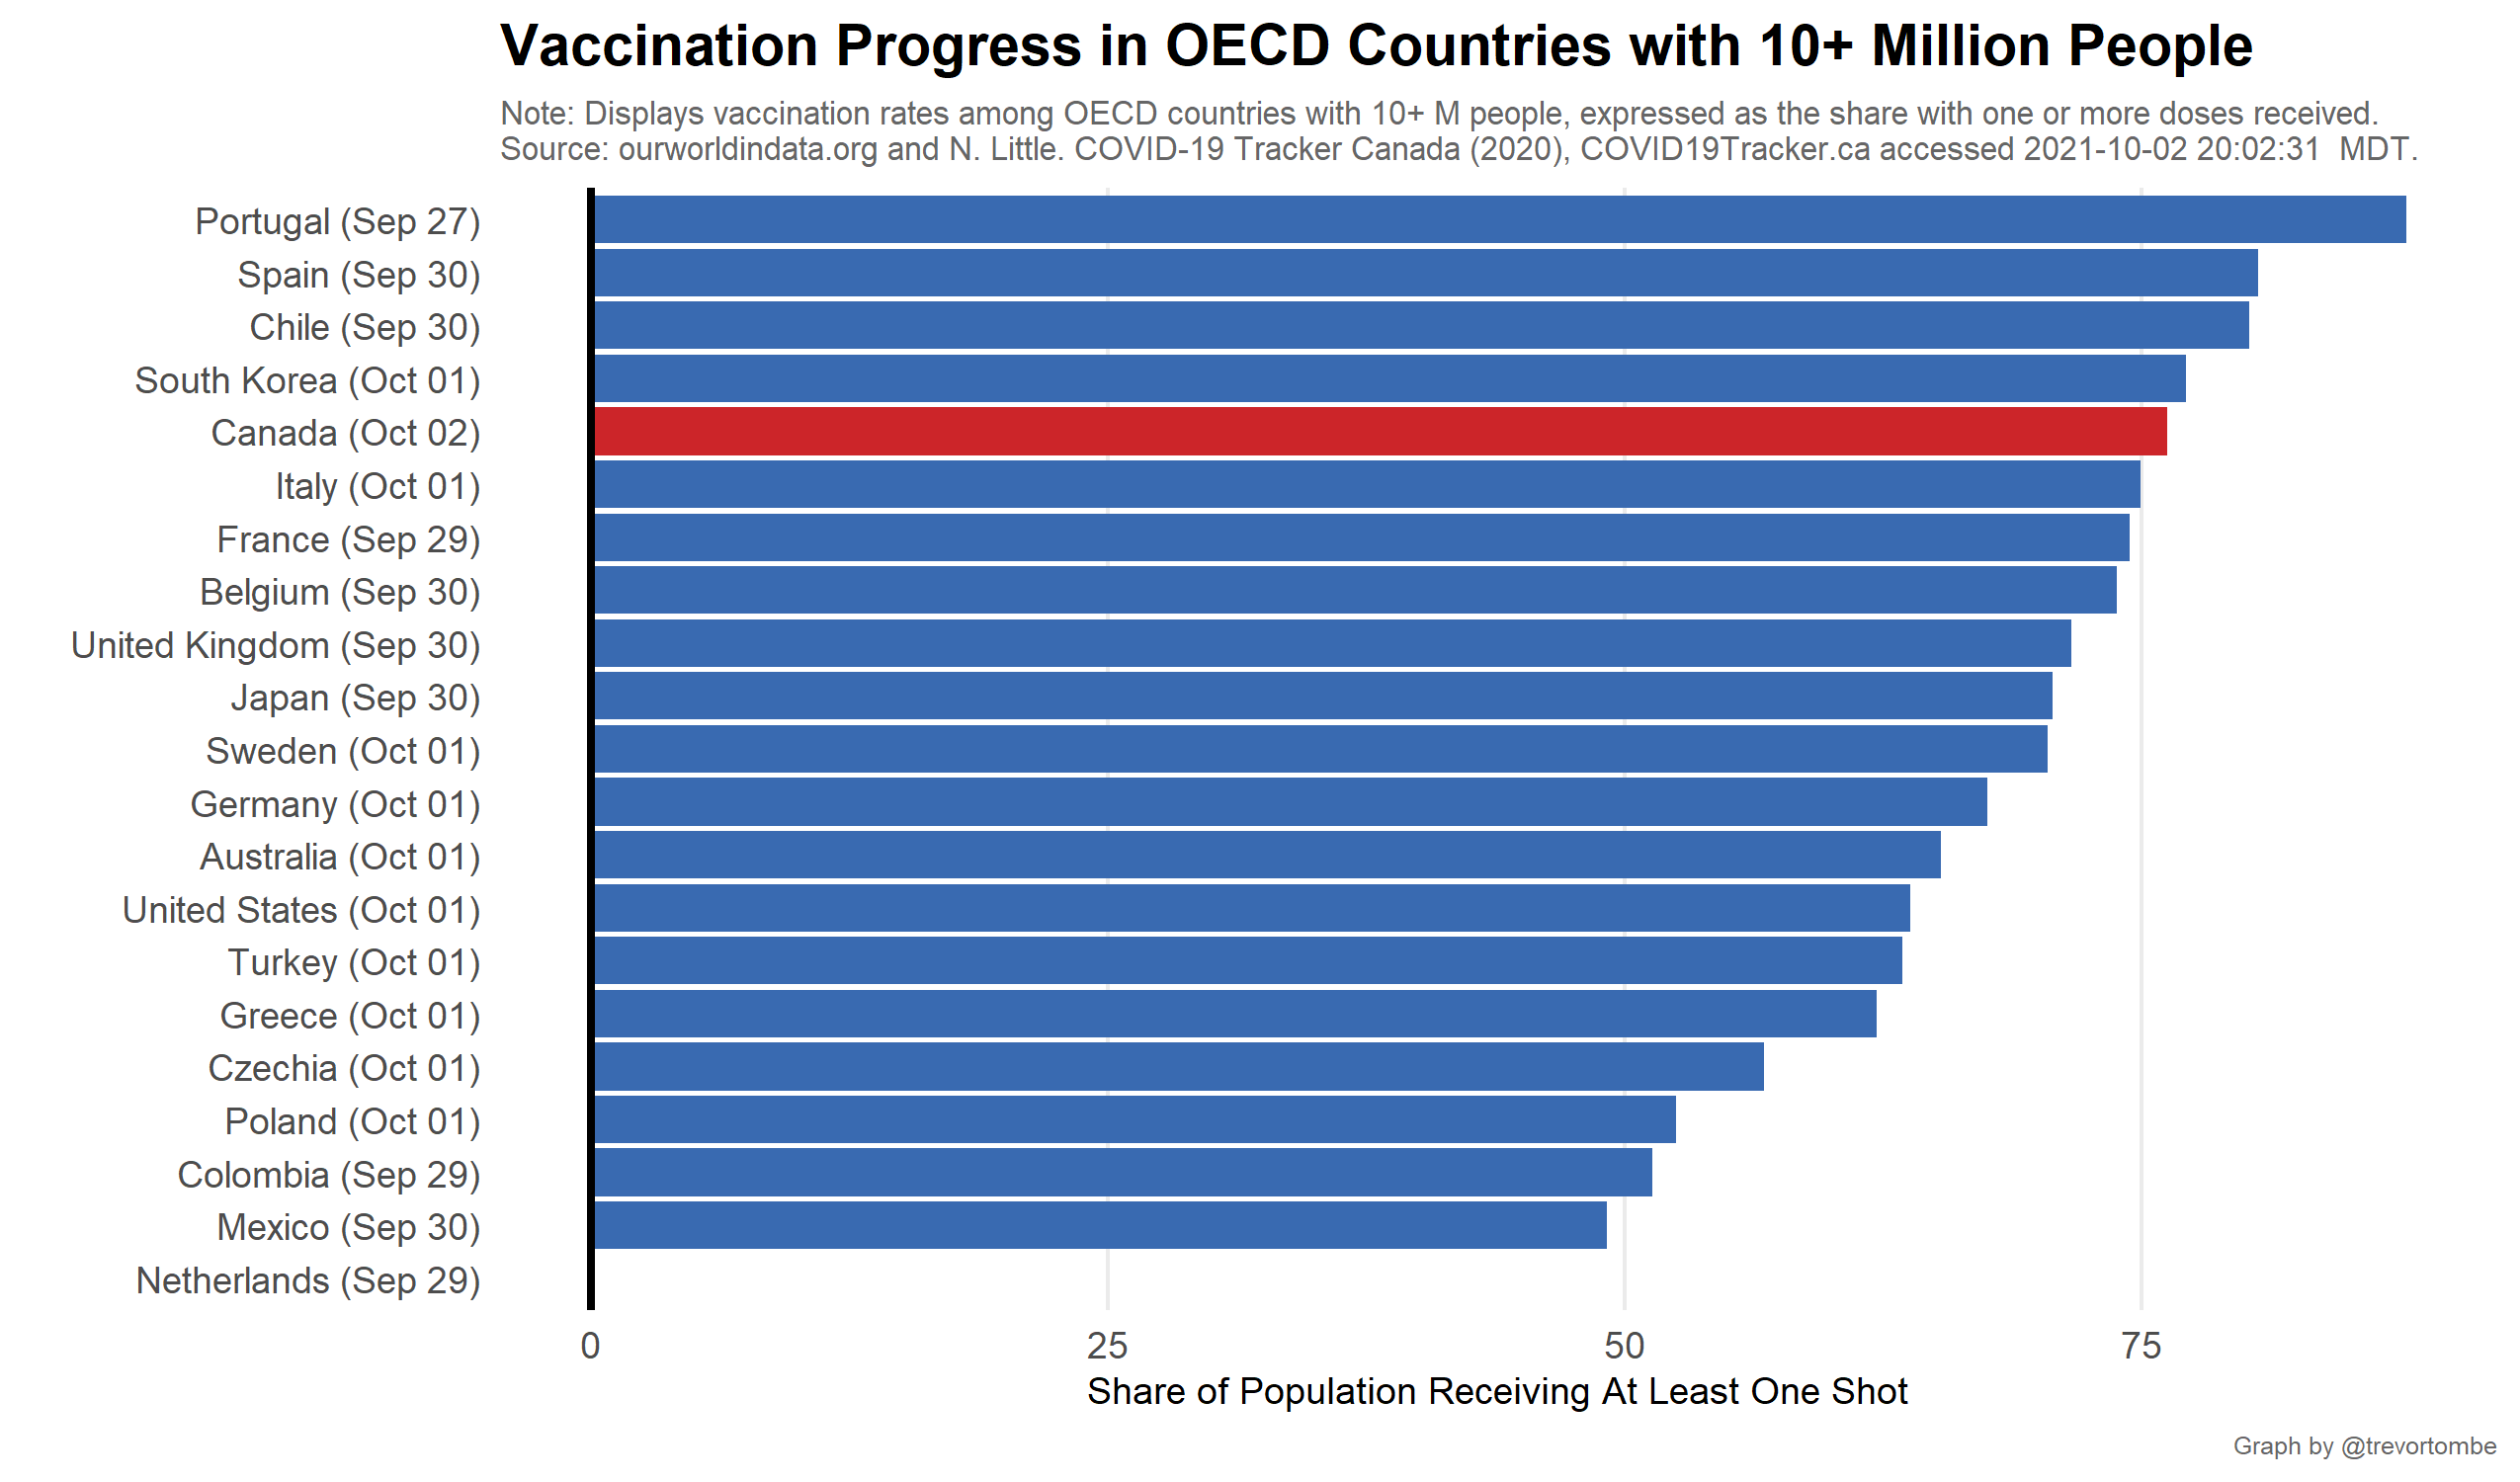 Vaccination Progress in OECD Countries with 10+ Million People
Note: Displays vaccination rates among OECD countries with 10+ M people, expressed as the share with one or more doses received.
Source: ourworldindata.org and N. Little. COVID-19 Tracker Canada (2020), COVID19Tracker.ca accessed 2021-10-02 20:02:31  MDT.
Portugal (Sep 27)
Spain (Sep 30)
Chile (Sep 30)
South Korea (Oct 01)
Canada (Oct 02)
Italy (Oct 01)
France (Sep 29)
Belgium (Sep 30)
United Kingdom (Sep 30)
Japan (Sep 30)
Sweden (Oct 01)
Germany (Oct 01)
Australia (Oct 01)
United States (Oct 01)
Turkey (Oct 01)
Greece (Oct 01)
Czechia (Oct 01)
Poland (Oct 01)
Colombia (Sep 29)
Mexico (Sep 30)
Netherlands (Sep 29)
0 25 50 75
Share of Population Receiving At Least One Shot
Graph by @trevortombe